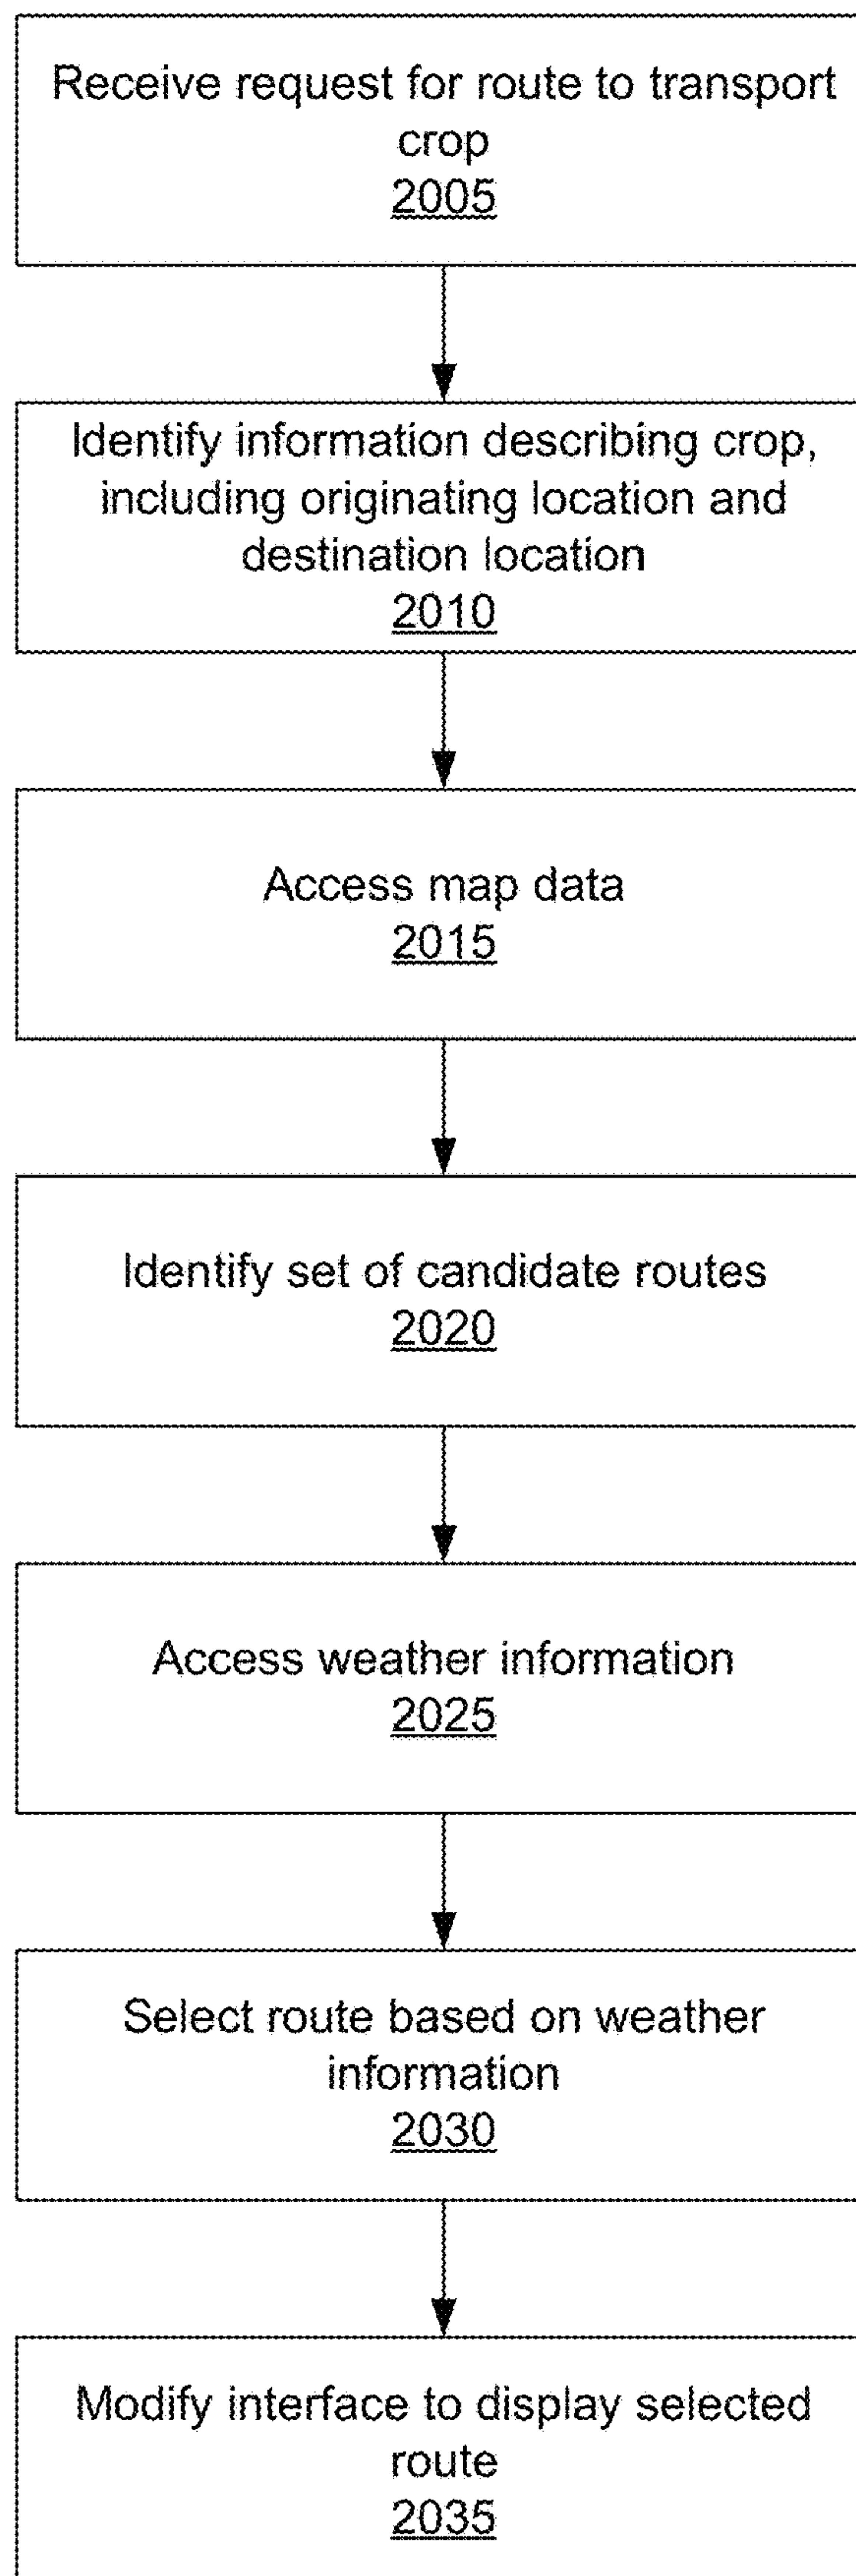 Receive request for route to transport
crop
2005
Identify information describing crop,
including originating location and
destination location
2010
Access map data
2015
Identify set of candidate routes
2020
Access weather information
2025
Select route based on weather
information
2030
Modify interface to display selected
route
2035